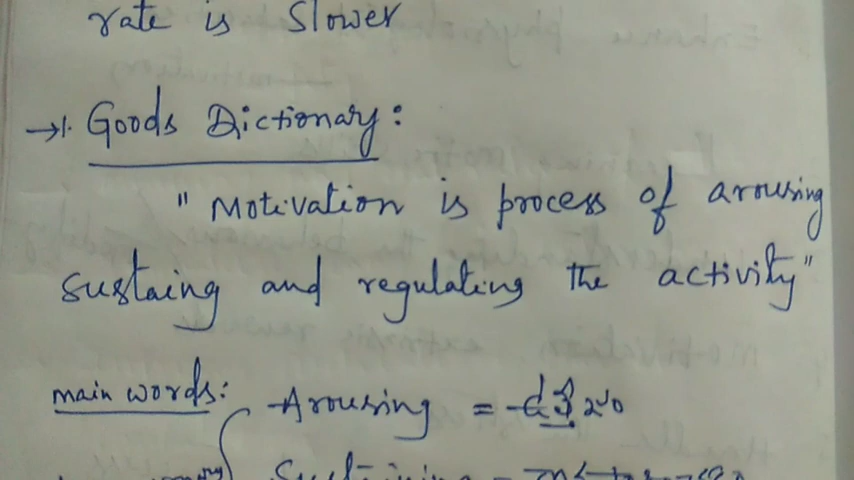 rate is slower
→1. Goods Dictionary:
" Motivation is process of arousing
sustaing and regulating the activity"
main words: Arousing =
Sustaining =